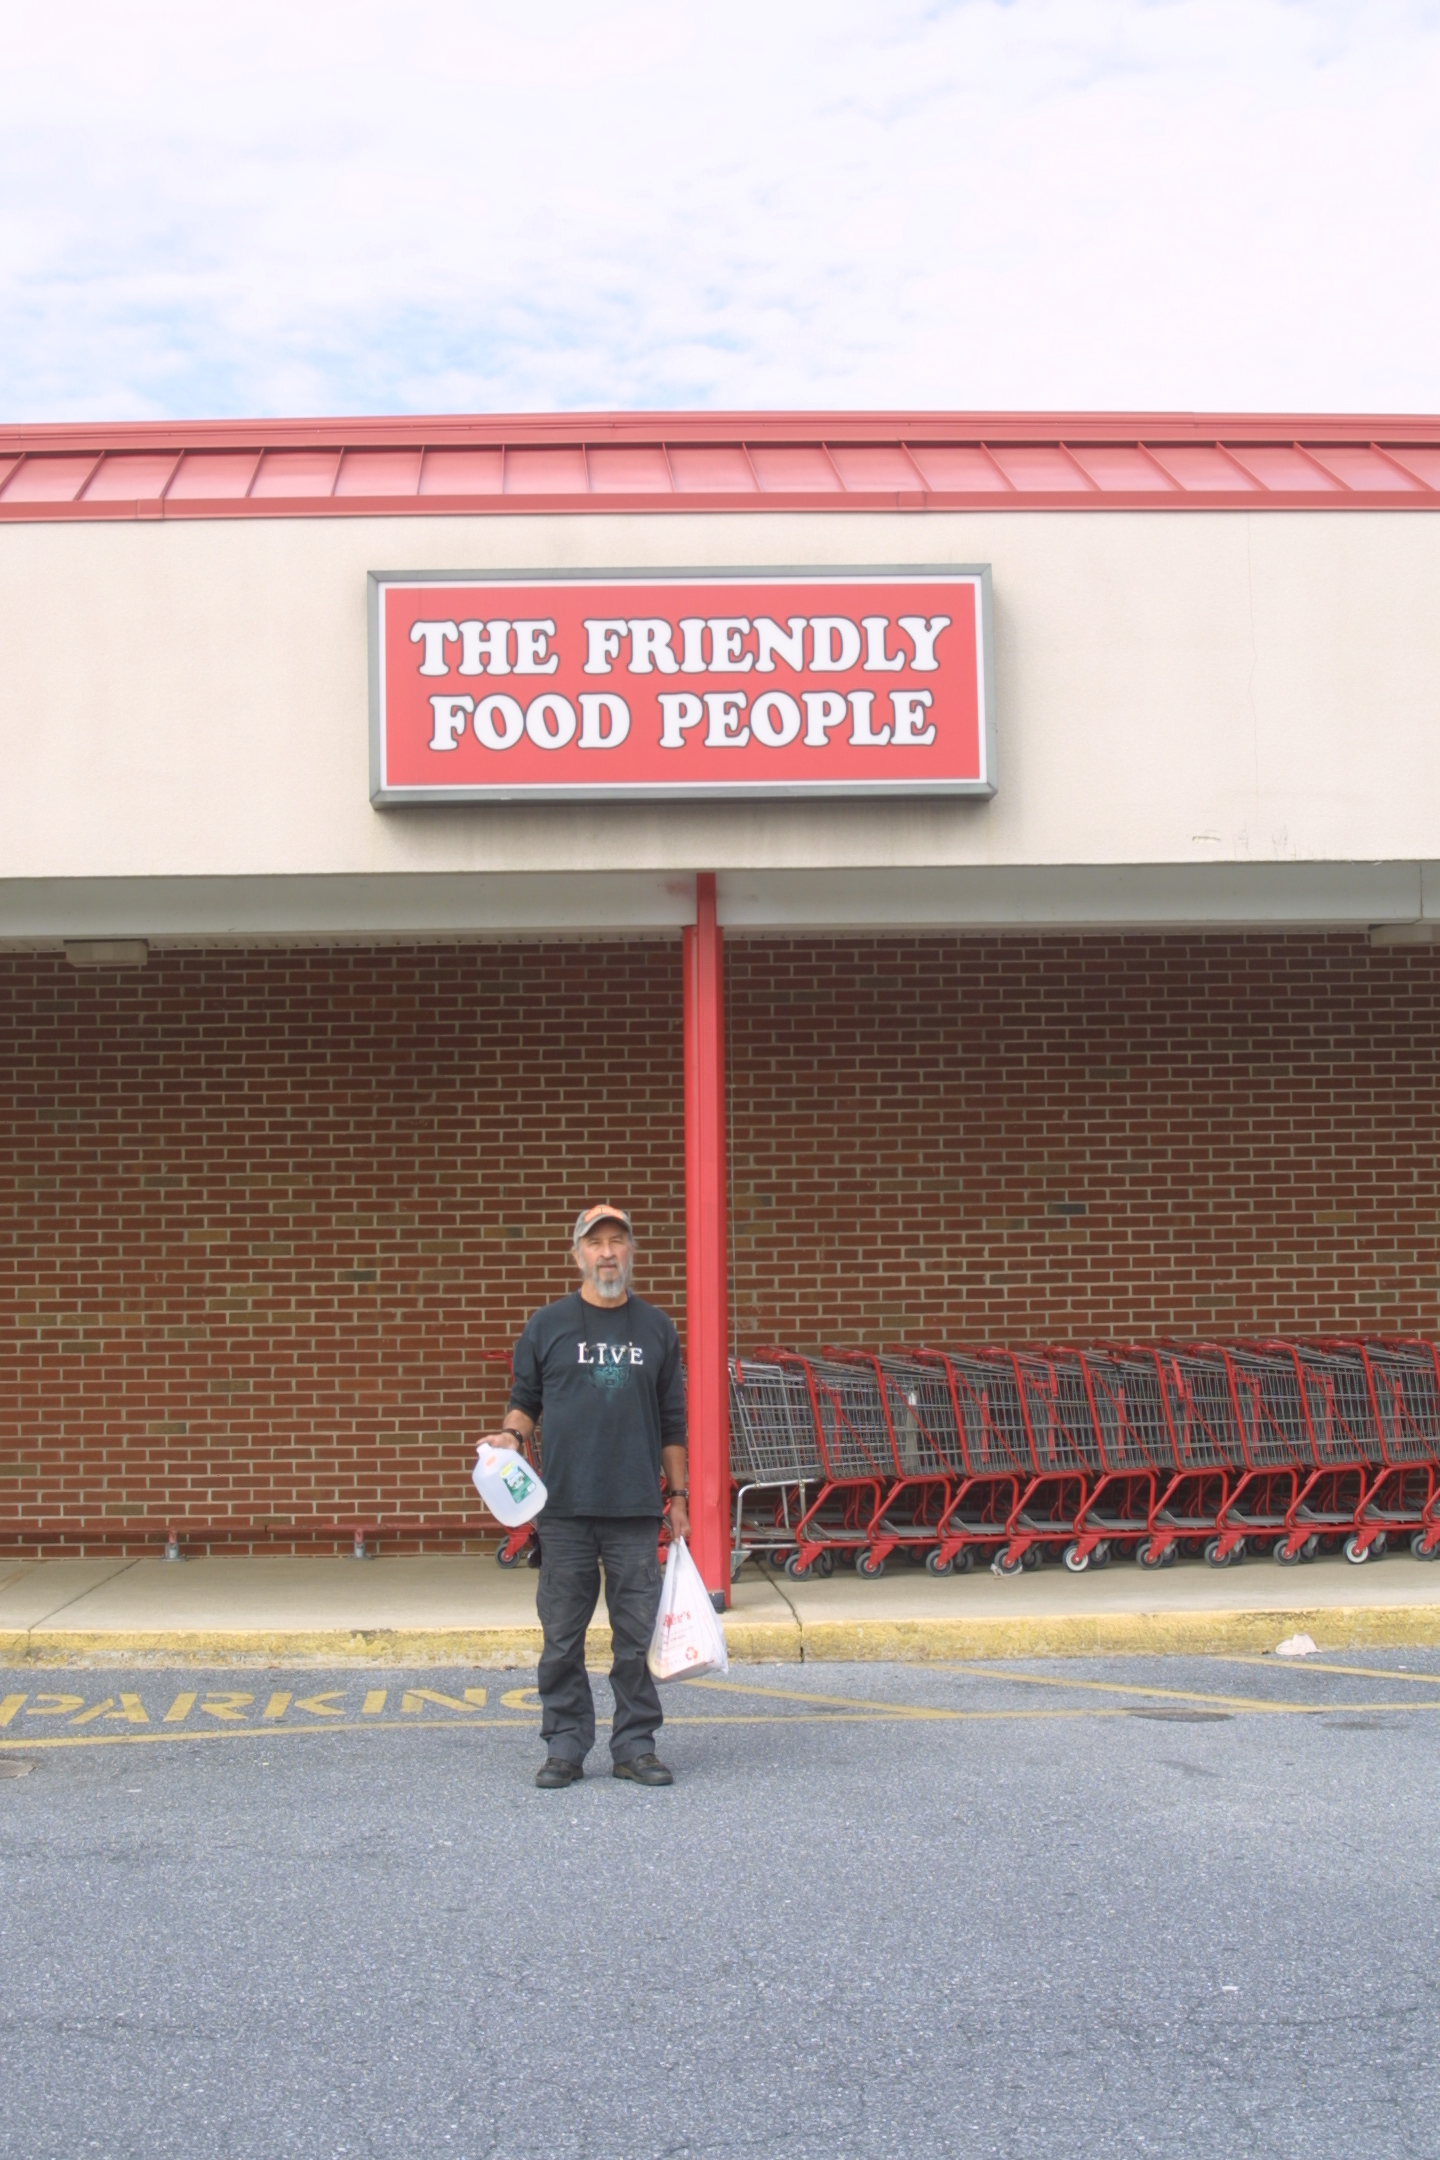 THE FRIENDLY
FOOD PEOPLE
LIVE
PARKING